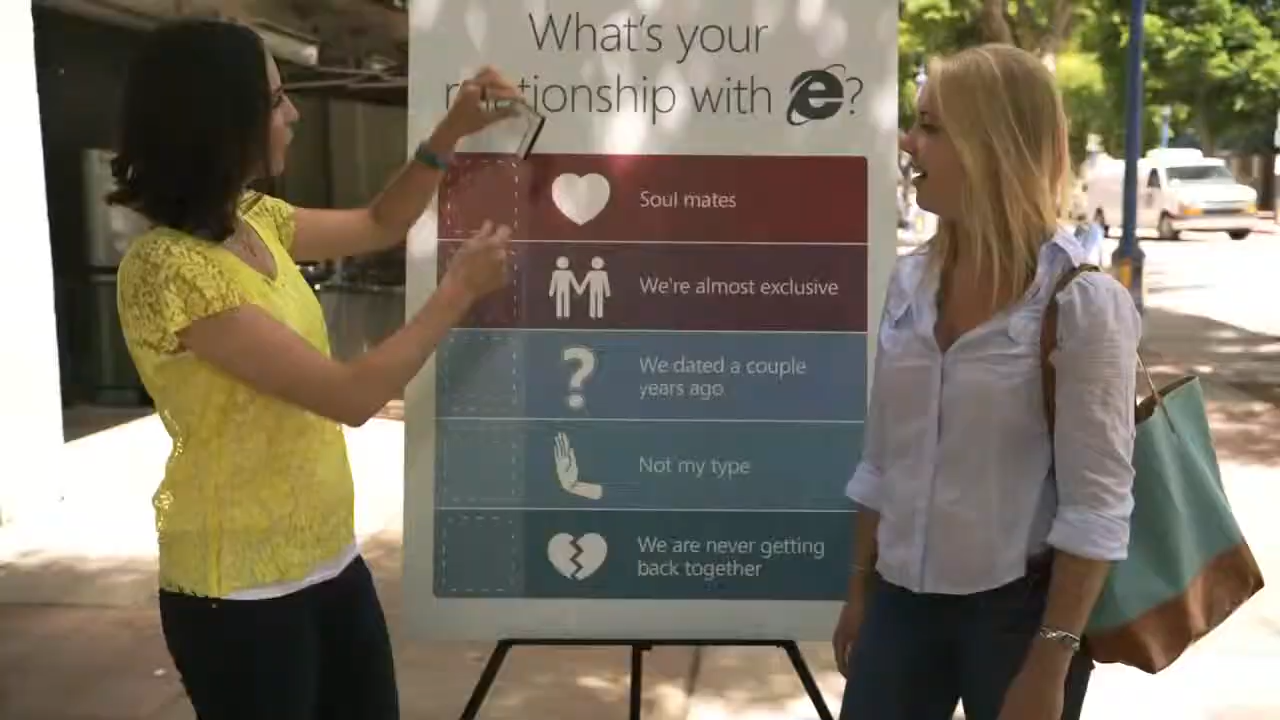 What's your
relationship with e?
Soul mates
We're almost exclusive
We dated a couple
years ago
Not my type
We are never getting
back together